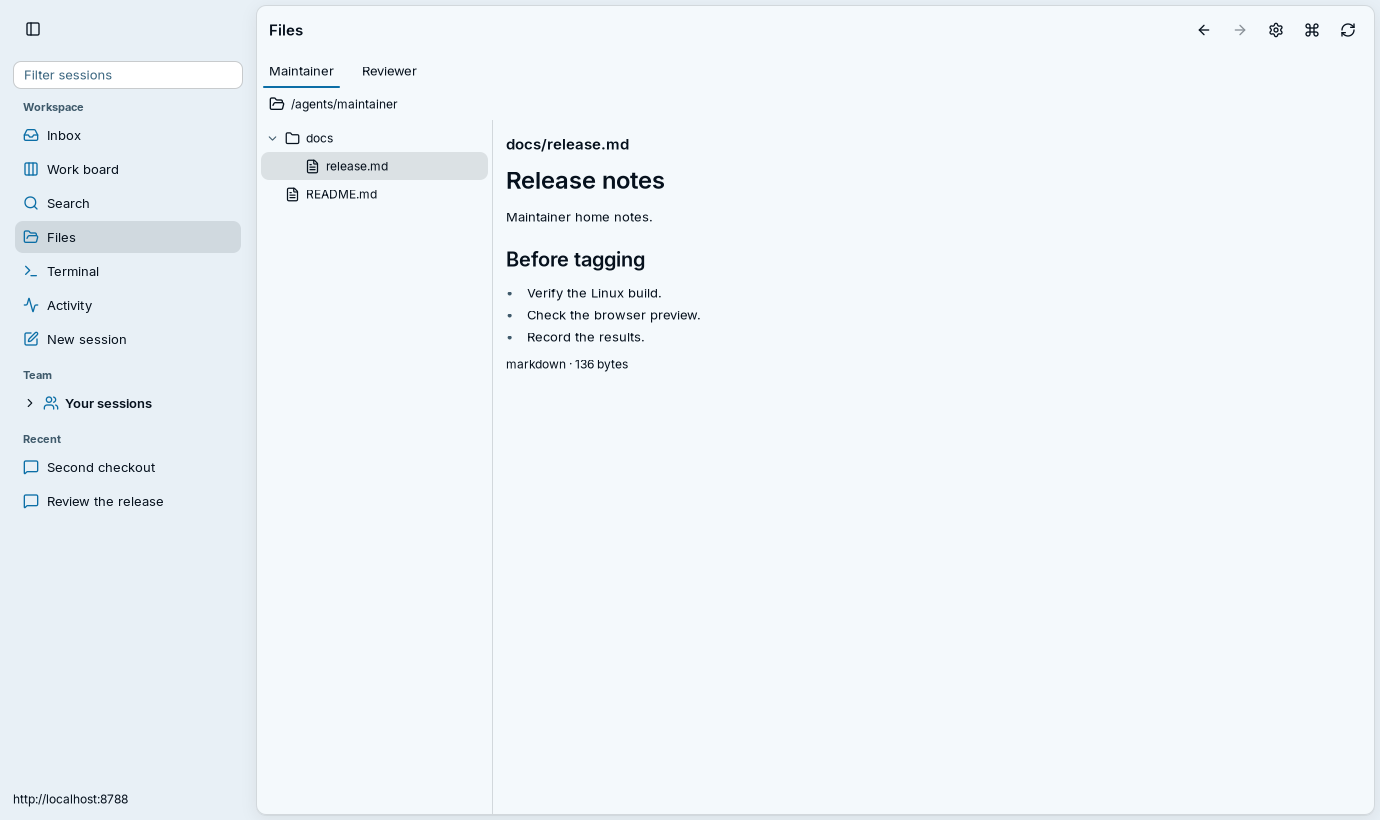 Filter sessions
Workspace
Inbox
Work board
Search
Files
Terminal
Activity
New session
Team
Your sessions
Recent
Second checkout
Review the release
http://localhost:8788
Files
Maintainer Reviewer
/agents/maintainer
docs
release.md
README.md
docs/release.md
Release notes
Maintainer home notes.
Before tagging
• Verify the Linux build.
• Check the browser preview.
• Record the results.
markdown · 136 bytes